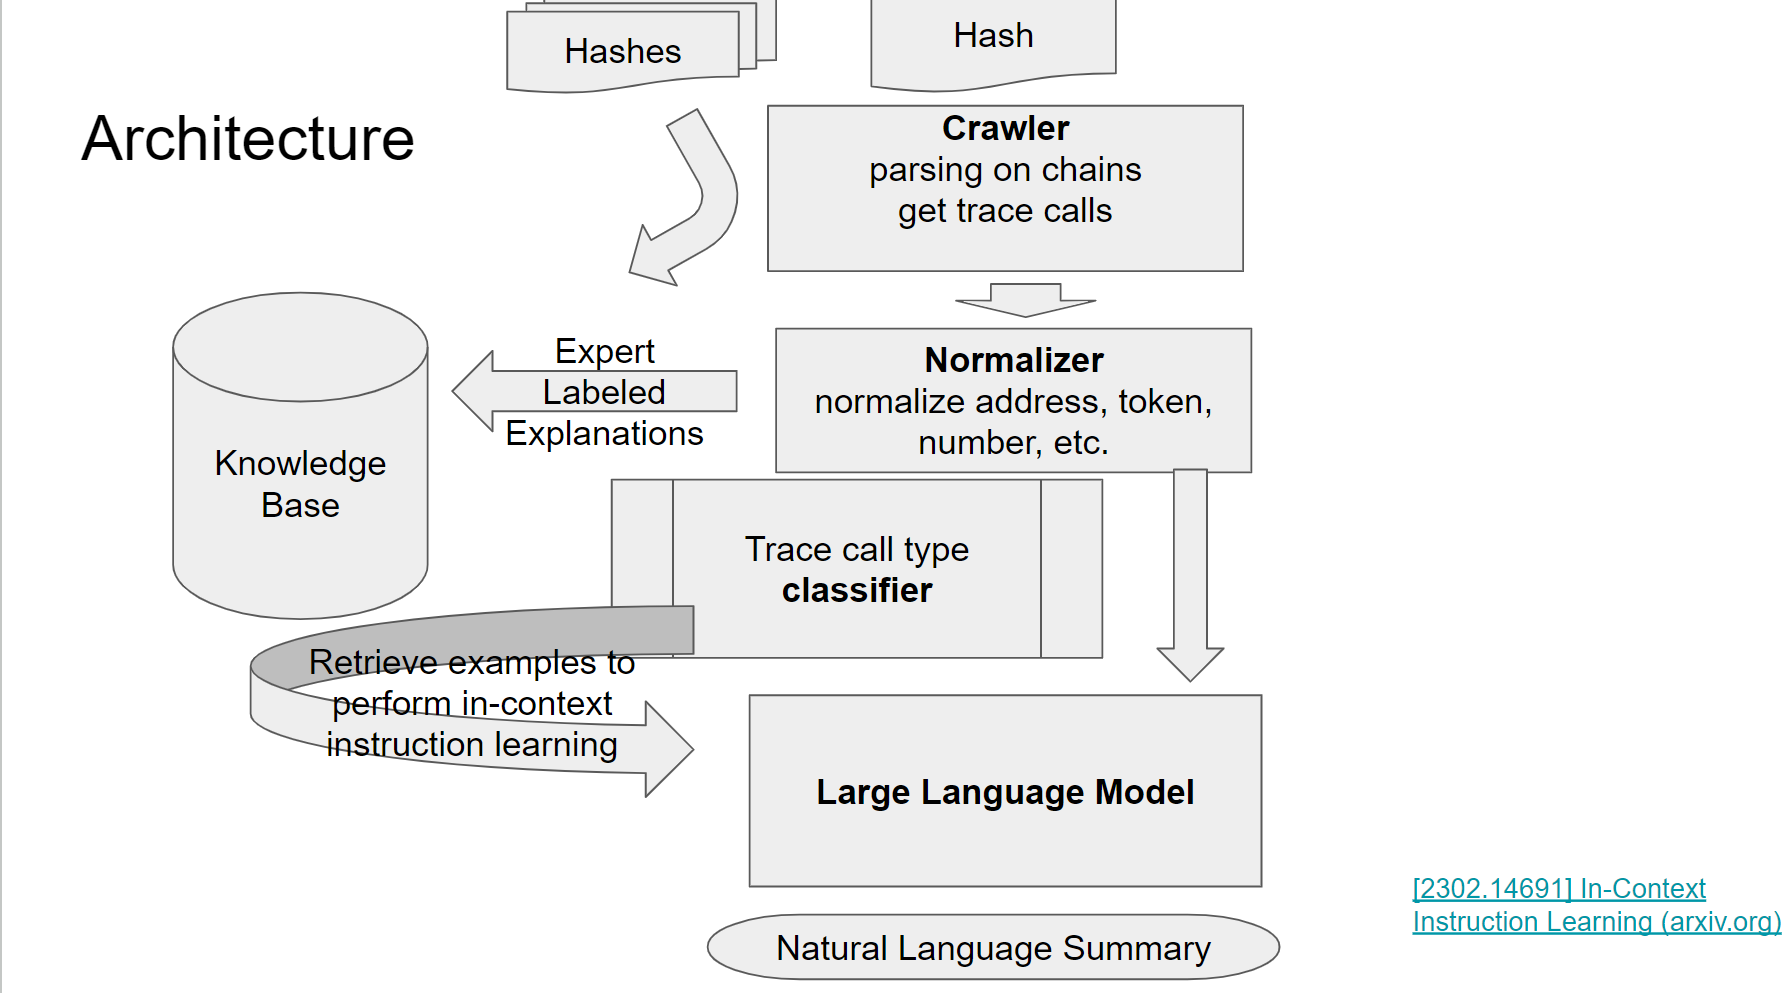 Hashes
Hash
Architecture
Crawler
parsing on chains
get trace calls
Expert
Labeled
Explanations
Normalizer
normalize address, token,
number, etc.
Knowledge
Base
Trace call type
classifier
Retrieve examples to
perform in-context
instruction learning
Large Language Model
[2302.14691] In-Context
Instruction Learning (arxiv.org)
Natural Language Summary